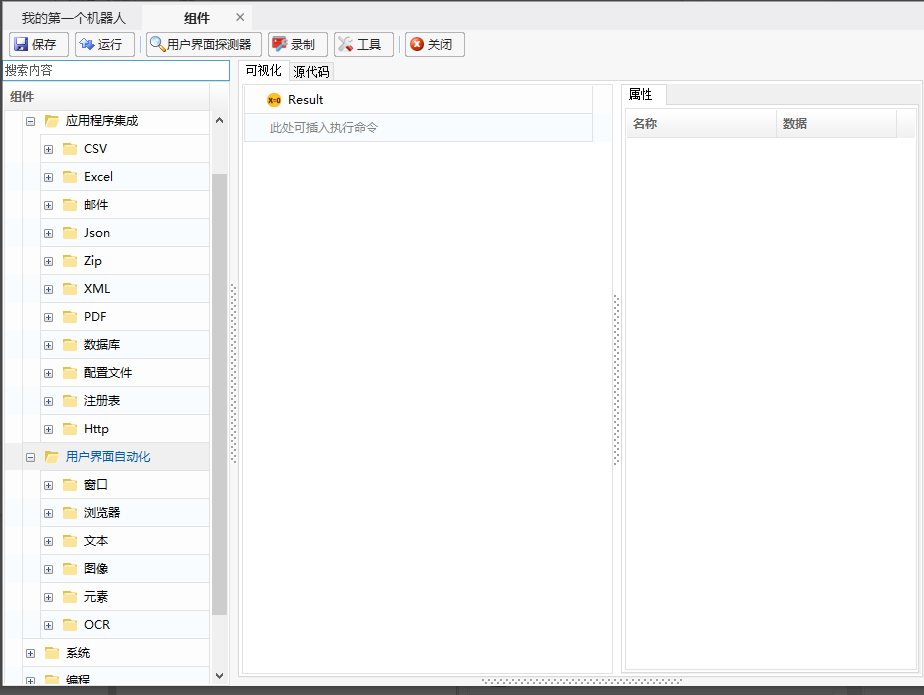 我的第一个机器人 组件
保存 运行 用户界面探测器 录制 工具 关闭
搜索内容
可视化 源代码
组件
应用程序集成
CSV
Excel
邮件
Json
Zip
XML
PDF
数据库
配置文件
注册表
Http
用户界面自动化
窗口
浏览器
文本
图像
元素
OCR
系统
编程
Result
此处可插入执行命令
属性
名称 数据